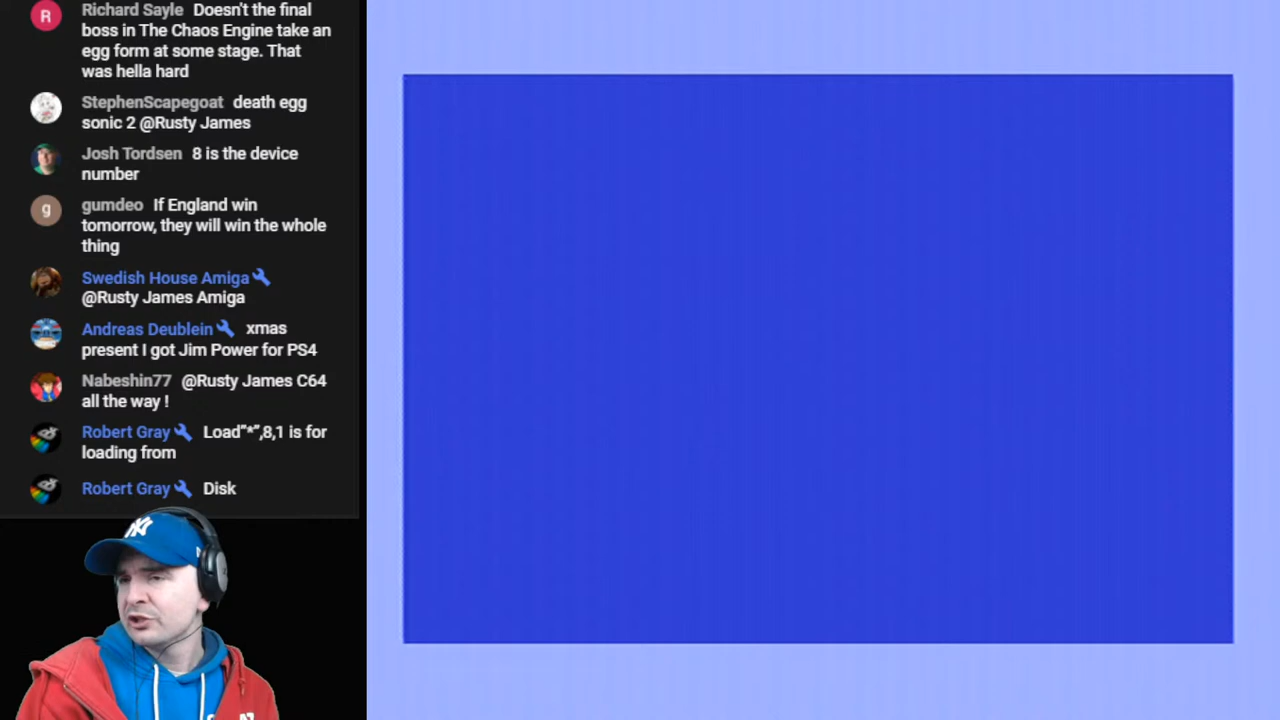 R
Richard Sayle Doesn't the final
boss in The Chaos Engine take an
egg form at some stage. That
was hella hard
StephenScapegoat death egg
sonic 2 @Rusty James
Josh Tordsen 8 is the device
number
g
gumdeo If England win
tomorrow, they will win the whole
thing
Swedish House Amiga
@Rusty James Amiga
Andreas Deublein xmas
present I got Jim Power for PS4
Nabeshin77 @Rusty James C64
all the way !
Robert Gray Load"*",8,1 is for
loading from
Robert Gray Disk
NY